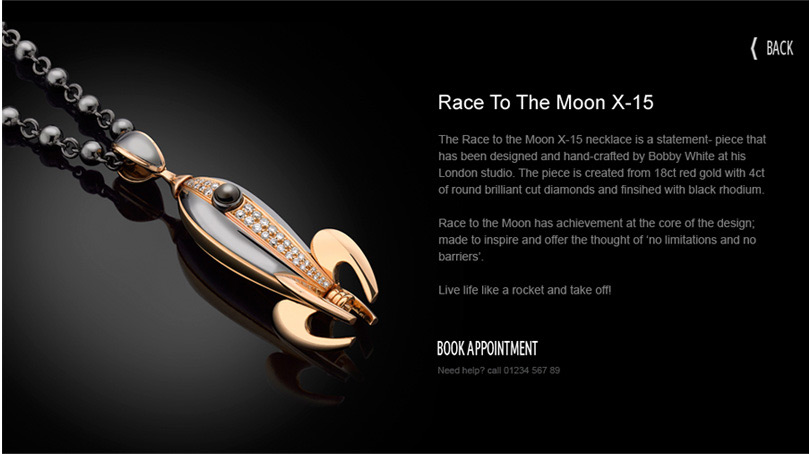 ⟨ BACK
Race To The Moon X-15
The Race to the Moon X-15 necklace is a statement- piece that
has been designed and hand-crafted by Bobby White at his
London studio. The piece is created from 18ct red gold with 4ct
of round brilliant cut diamonds and finsihed with black rhodium.
Race to the Moon has achievement at the core of the design;
made to inspire and offer the thought of ‘no limitations and no
barriers’.
Live life like a rocket and take off!
BOOK APPOINTMENT
Need help? call 01234 567 89